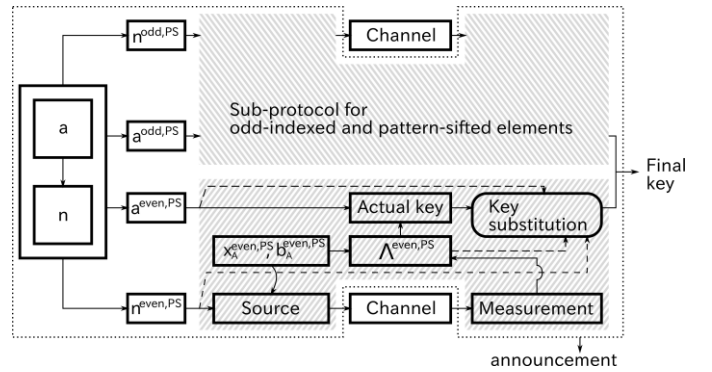 n^odd,PS
Channel
Sub-protocol for
odd-indexed and pattern-sifted elements
a
a^odd,PS
Final
key
n
a^even,PS
Actual key
Key
substitution
x_A^even,PS, b_A^even,PS
Λ^even,PS
n^even,PS
Source
Channel
Measurement
announcement